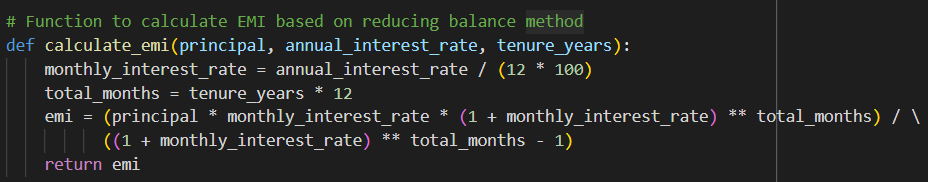 # Function to calculate EMI based on reducing balance method
def calculate_emi(principal, annual_interest_rate, tenure_years):
    monthly_interest_rate = annual_interest_rate / (12 * 100)
    total_months = tenure_years * 12
    emi = (principal * monthly_interest_rate * (1 + monthly_interest_rate) ** total_months) / \
          ((1 + monthly_interest_rate) ** total_months - 1)
    return emi